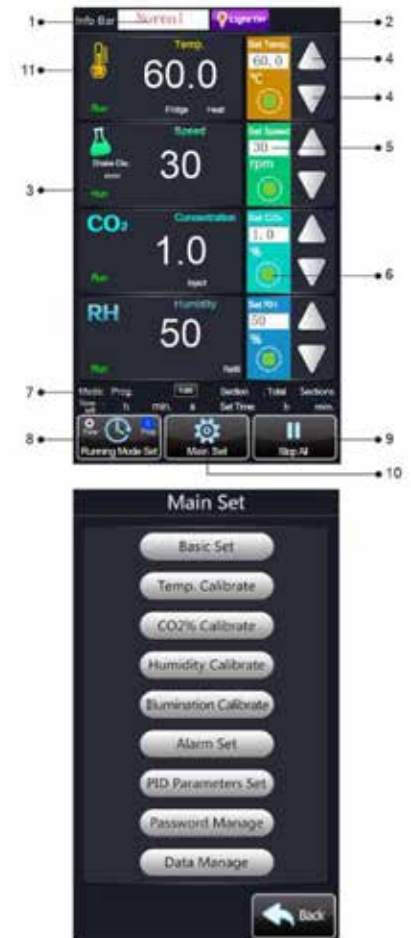 1 Info Bar Normal Light On 2
Temp. Set Temp.
11 60.0 60.0 4
°C 4
Run Fridge Heat
Speed Set Speed
30 30 5
Shake Dis. rpm
3
Run
CO₂ Concentration Set CO₂
1.0 1.0
% 6
Run Inject
RH Humidity Set RH
50 50
%
Run
7 Mode: Prog. Section Total Sections
h min. s Set Time: h min.
8 Running Mode Set Main Set Stop All 9
10
Main Set
Basic Set
Temp. Calibrate
CO2% Calibrate
Humidity Calibrate
Illumination Calibrate
Alarm Set
PID Parameters Set
Password Manage
Data Manage
Back